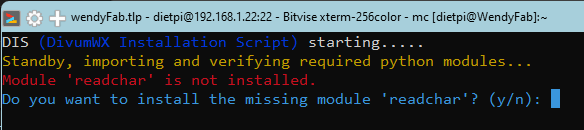 wendyFab.tlp - dietpi@192.168.1.22:22 - Bitvise xterm-256color - mc [dietpi@WendyFab]:~
DIS (DivumWX Installation Script) starting.....
Standby, importing and verifying required python modules...
Module 'readchar' is not installed.
Do you want to install the missing module 'readchar'? (y/n):